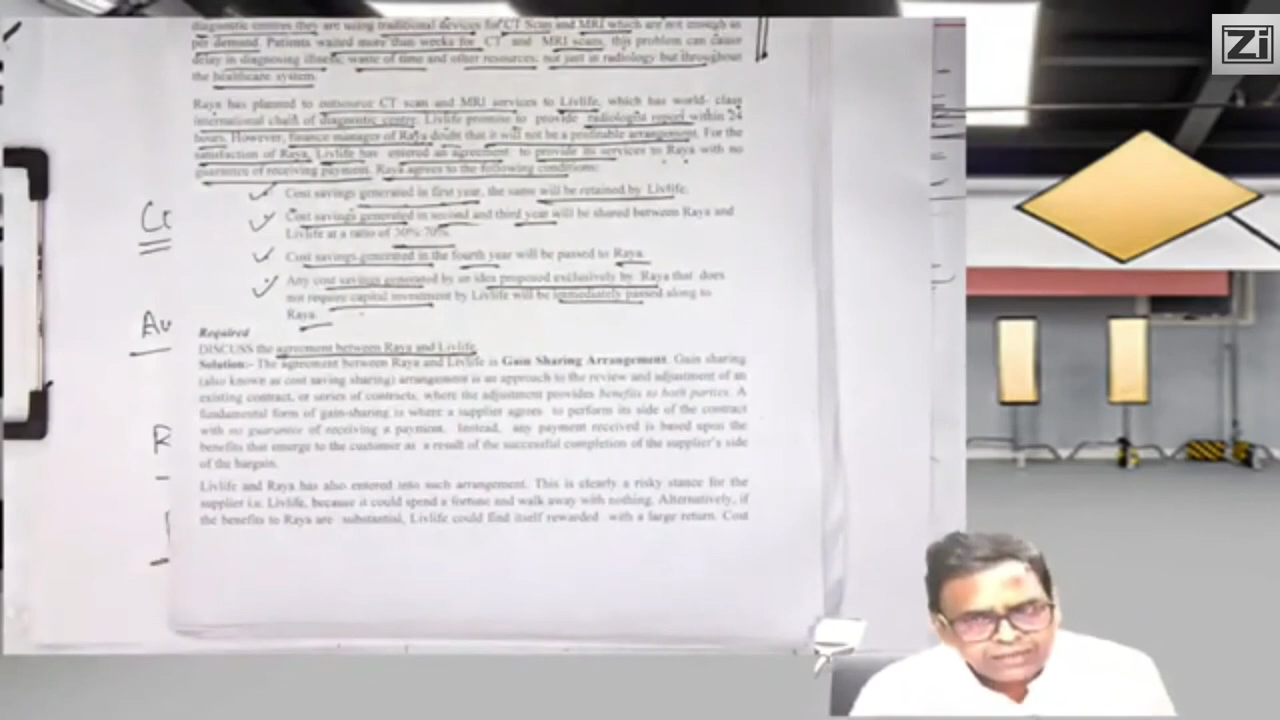 diagnostic centres they are using traditional devices for CT Scan and MRI which are not enough as
per demand. Patients waited more than weeks for CT and MRI scans, this problem can cause
delay in diagnosing illness, waste of time and other resources, not just in radiology but throughout
the healthcare system.
Raya has planned to outsource CT scan and MRI services to Livlife, which has world- class
international chain of diagnostic centre. Livlife promise to provide radiologist report within 24
hours. However, finance manager of Raya doubt that it will not be a profitable arrangement. For the
satisfaction of Raya, Livlife has entered an agreement to provide its services to Raya with no
guarantee of receiving payment. Raya agrees to the following conditions:
Cost savings generated in first year, the same will be retained by Livlife.
Cost savings generated in second and third year will be shared between Raya and
Livlife at a ratio of 30%:70%.
Cost savings generated in the fourth year will be passed to Raya.
Any cost savings generated by an idea proposed exclusively by Raya that does
not require capital investment by Livlife will be immediately passed along to
Raya.
Required
DISCUSS the agreement between Raya and Livlife.
Solution:- The agreement between Raya and Livlife is Gain Sharing Arrangement. Gain sharing
(also known as cost saving sharing) arrangement is an approach to the review and adjustment of an
existing contract, or series of contracts, where the adjustment provides benefits to both parties. A
fundamental form of gain-sharing is where a supplier agrees to perform its side of the contract
with no guarantee of receiving a payment. Instead, any payment received is based upon the
benefits that emerge to the customer as a result of the successful completion of the supplier's side
of the bargain.
Livlife and Raya has also entered into such arrangement. This is clearly a risky stance for the
supplier i.e. Livlife, because it could spend a fortune and walk away with nothing. Alternatively, if
the benefits to Raya are substantial, Livlife could find itself rewarded with a large return. Cost
Au
R
Zi